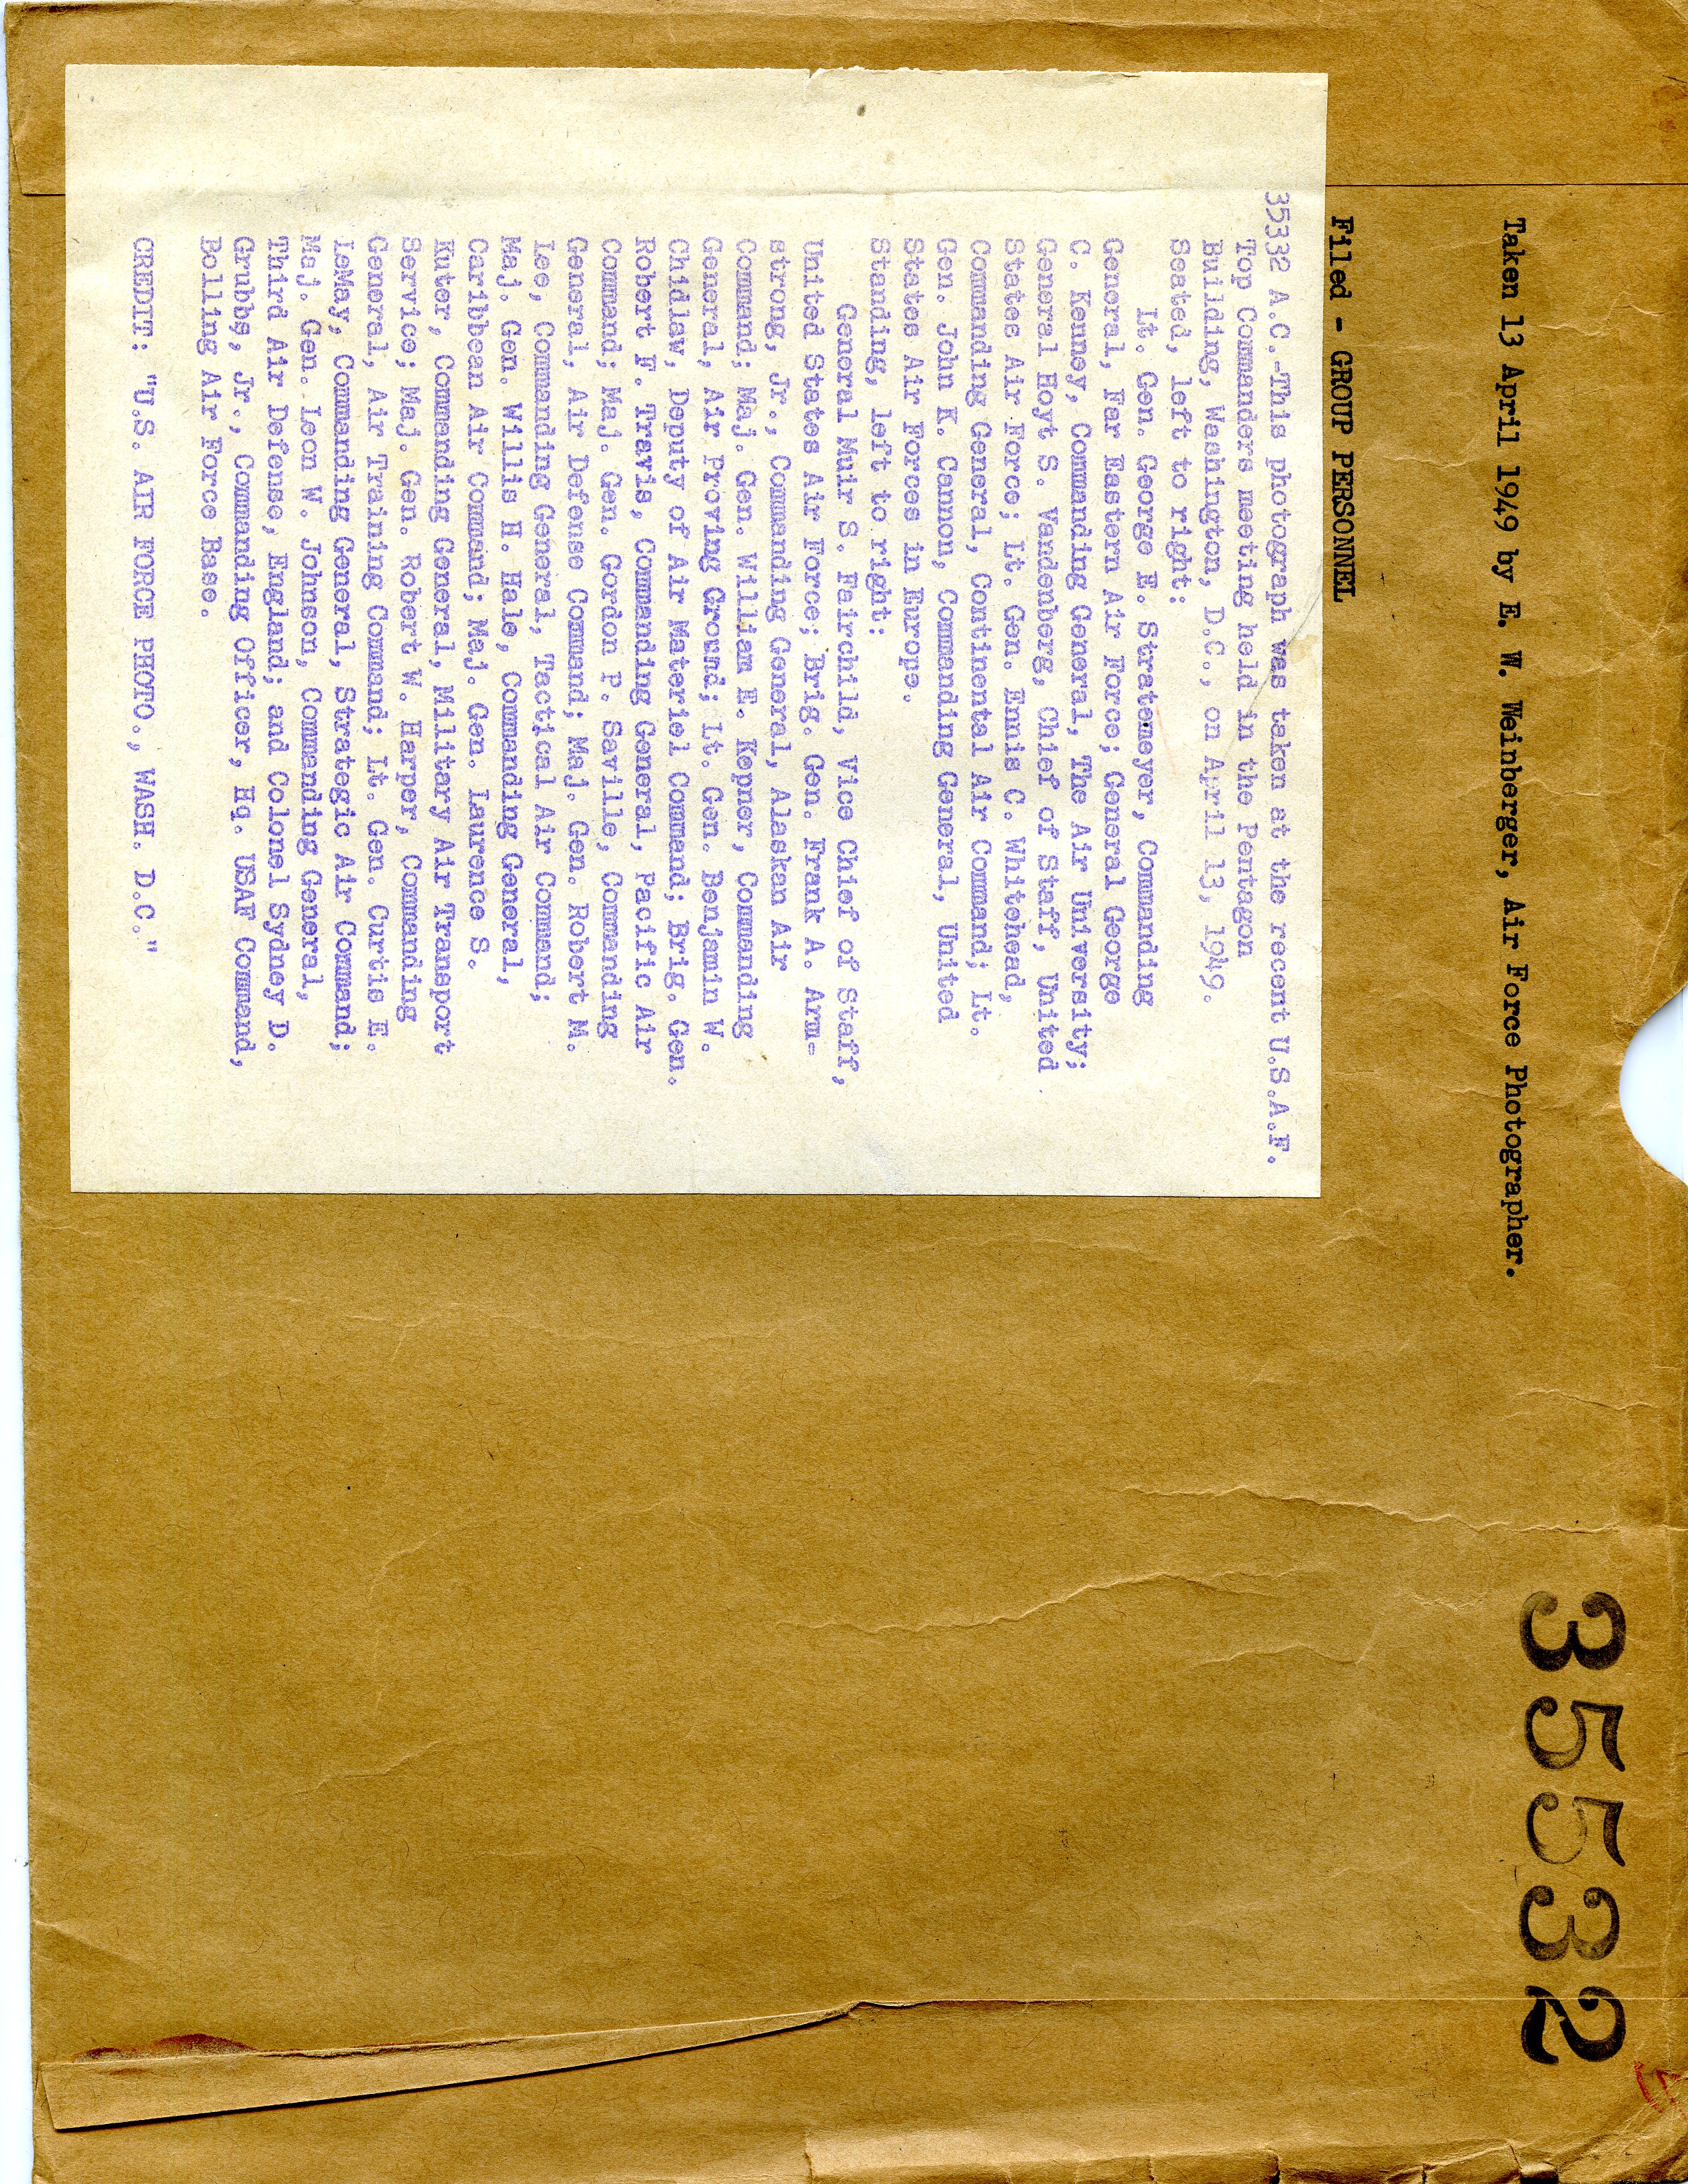 35532
Taken 13 April 1949 by E. W. Weinberger, Air Force Photographer.
Filed - GROUP PERSONNEL
35332 A.C.-This photograph was taken at the recent U.S.A.F.
Top Commanders meeting held in the Pentagon
Building, Washington, D.C., on April 13, 1949.
Seated, left to right:
Lt. Gen. George E. Stratemeyer, Commanding
General, Far Eastern Air Force; General George
C. Kenney, Commanding General, The Air University;
General Hoyt S. Vandenberg, Chief of Staff, United
States Air Force; Lt. Gen. Ennis C. Whitehead,
Commanding General, Continental Air Command; Lt.
Gen. John K. Cannon, Commanding General, United
States Air Forces in Europe.
Standing, left to right:
General Muir S. Fairchild, Vice Chief of Staff,
United States Air Force; Brig. Gen. Frank A. Arm-
strong, Jr., Commanding General, Alaskan Air
Command; Maj. Gen. William E. Kepner, Commanding
General, Air Proving Ground; Lt. Gen. Benjamin W.
Chidlaw, Deputy of Air Materiel Command; Brig. Gen.
Robert F. Travis, Commanding General, Pacific Air
Command; Maj. Gen. Gordon P. Saville, Commanding
General, Air Defense Command; Maj. Gen. Robert M.
Lee, Commanding General, Tactical Air Command;
Maj. Gen. Willis H. Hale, Commanding General,
Caribbean Air Command; Maj. Gen. Laurence S.
Kuter, Commanding General, Military Air Transport
Service; Maj. Gen. Robert W. Harper, Commanding
General, Air Training Command; Lt. Gen. Curtis E.
LeMay, Commanding General, Strategic Air Command;
Maj. Gen. Leon W. Johnson, Commanding General,
Third Air Defense, England; and Colonel Sydney D.
Grubbs, Jr., Commanding Officer, Hq. USAF Command,
Bolling Air Force Base.
CREDIT: "U.S. AIR FORCE PHOTO., WASH. D.C."